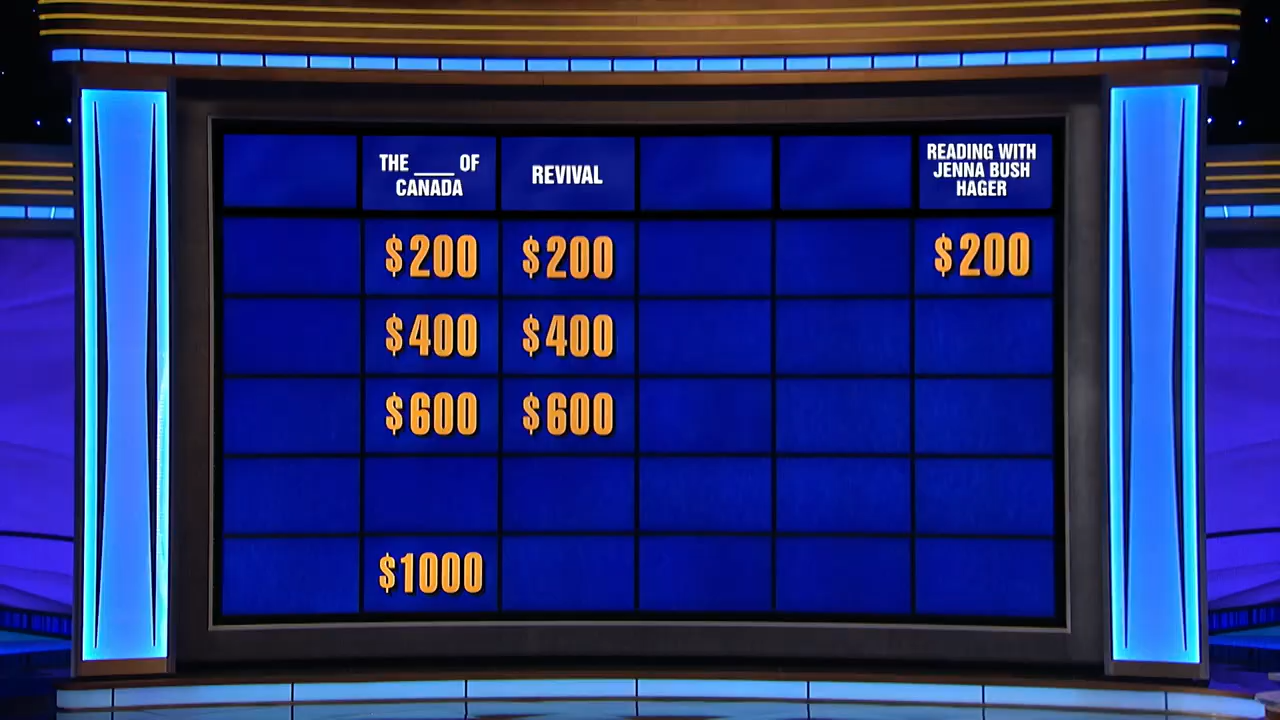 THE ___ OF
CANADA
REVIVAL
READING WITH
JENNA BUSH
HAGER
$200
$200
$200
$400
$400
$600
$600
$1000